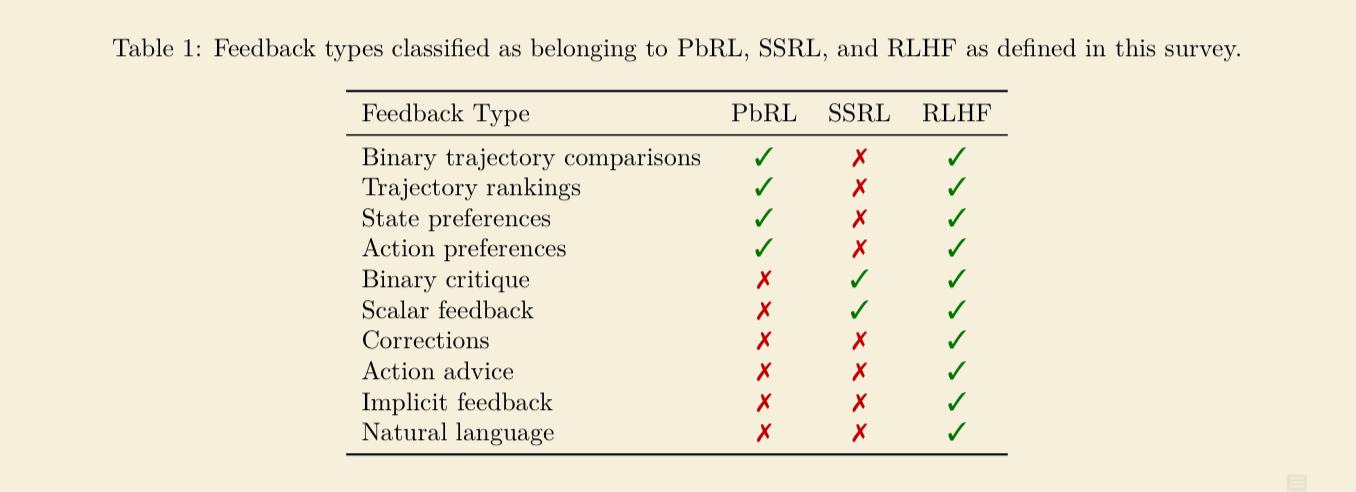 Table 1: Feedback types classified as belonging to PbRL, SSRL, and RLHF as defined in this survey.
Feedback Type PbRL SSRL RLHF
Binary trajectory comparisons ✓ ✗ ✓
Trajectory rankings ✓ ✗ ✓
State preferences ✓ ✗ ✓
Action preferences ✓ ✗ ✓
Binary critique ✗ ✓ ✓
Scalar feedback ✗ ✓ ✓
Corrections ✗ ✗ ✓
Action advice ✗ ✗ ✓
Implicit feedback ✗ ✗ ✓
Natural language ✗ ✗ ✓